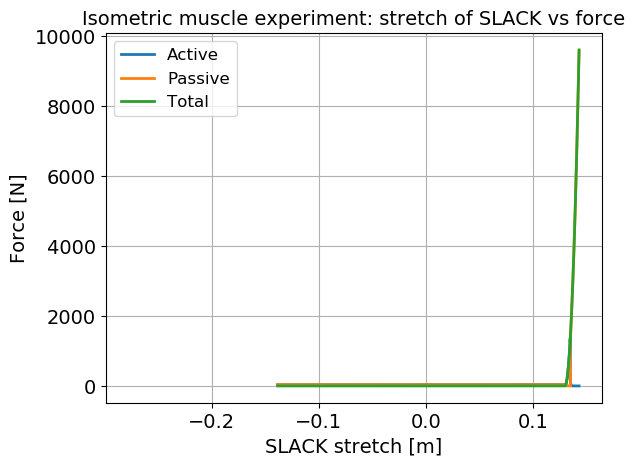 Isometric muscle experiment: stretch of SLACK vs force
Active
Passive
Total
Force [N]
10000
8000
6000
4000
2000
0
−0.2
−0.1
0.0
0.1
SLACK stretch [m]